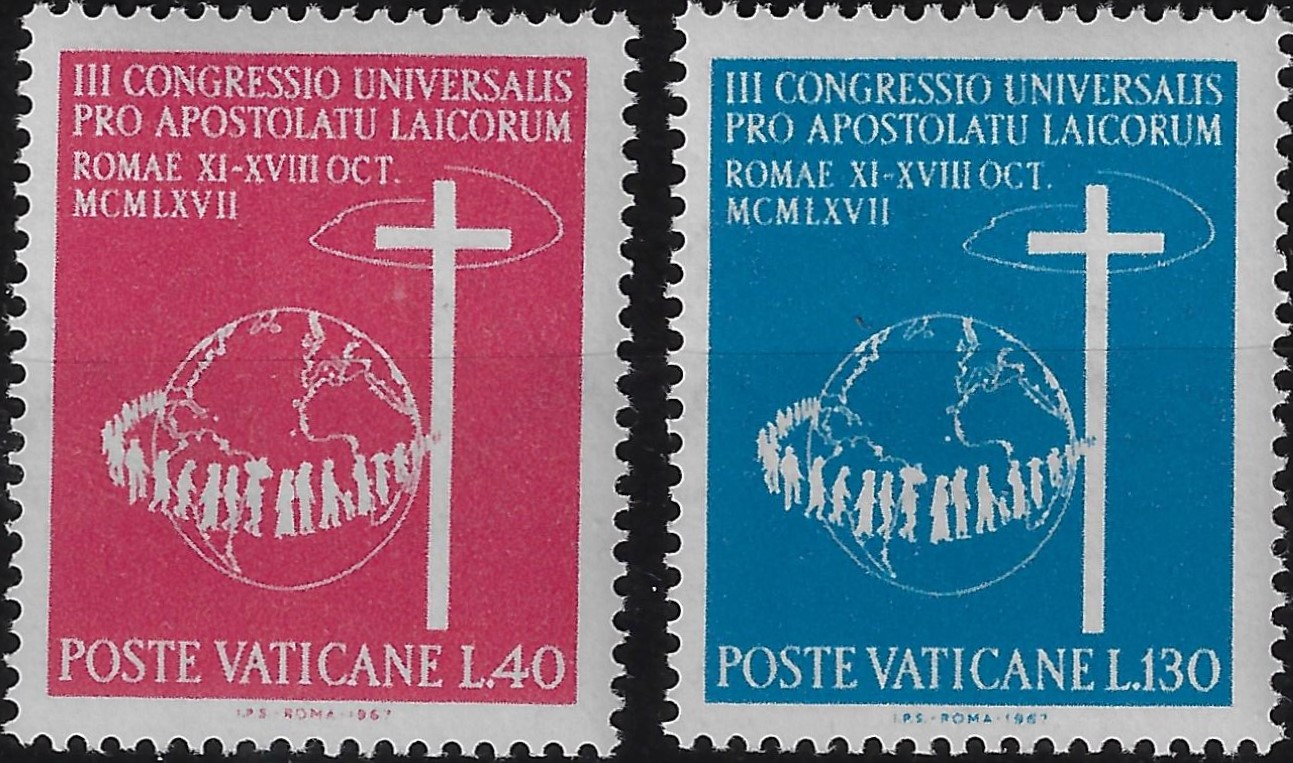 III CONGRESSIO UNIVERSALIS
PRO APOSTOLATU LAICORUM
ROMAE XI-XVIII OCT.
MCMLXVII
POSTE VATICANE L.40
I.P.S.-ROMA-1967
III CONGRESSIO UNIVERSALIS
PRO APOSTOLATU LAICORUM
ROMAE XI-XVIII OCT.
MCMLXVII
POSTE VATICANE L.130
I.P.S.-ROMA-1967